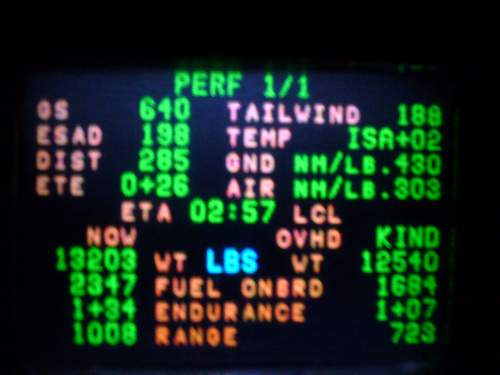 PERF 1/1
GS 640 TAILWIND 188
ESAD 198 TEMP ISA+02
DIST 285 GND NM/LB.430
ETE 0+26 AIR NM/LB.303
ETA 02:57 LCL
NOW OVHD KIND
13203 WT LBS WT 12540
2347 FUEL ONBRD 1684
1+34 ENDURANCE 1+07
1008 RANGE 723